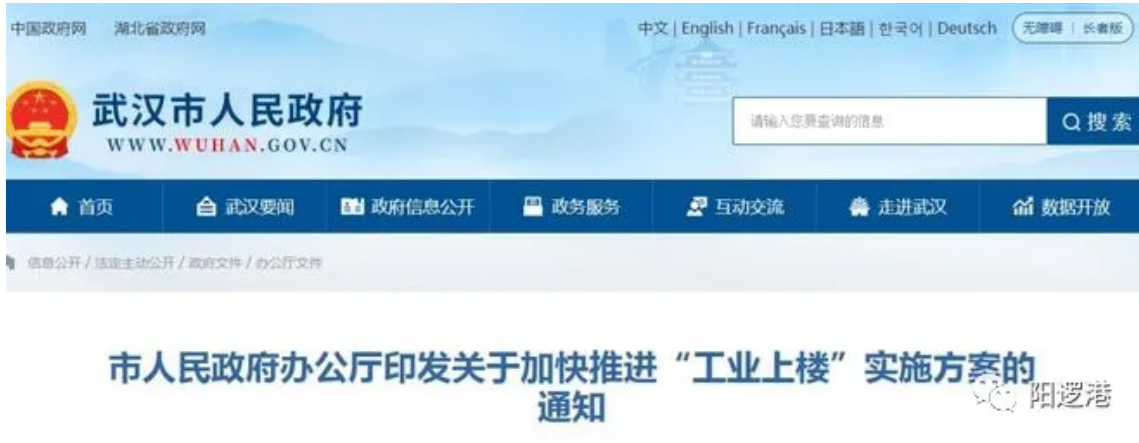 中国政府网 湖北省政府网 中文 | English | Français | 日本語 | 한국어 | Deutsch 无障碍 | 长者版
武汉市人民政府
WWW.WUHAN.GOV.CN
请输入您要查询的信息 搜索
首页 武汉要闻 政府信息公开 政务服务 互动交流 走进武汉 数据开放
信息公开 / 法定主动公开 / 政府文件 / 办公厅文件
市人民政府办公厅印发关于加快推进“工业上楼”实施方案的
通知
阳逻港